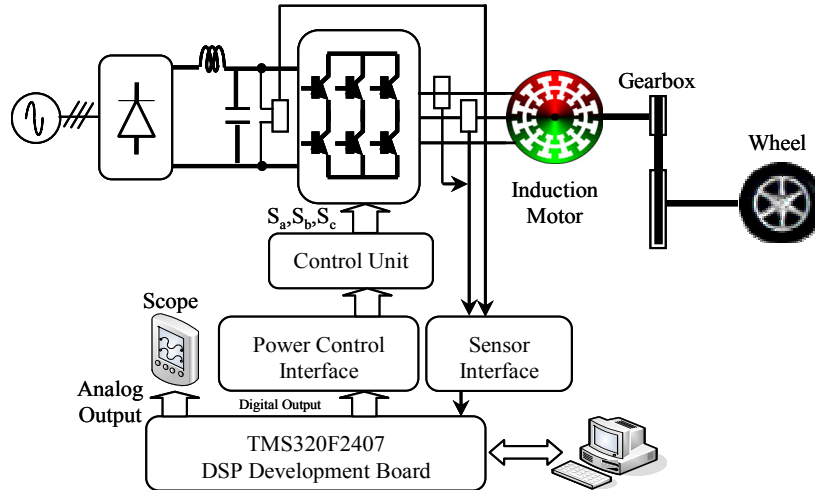 Gearbox
Wheel
Induction
Motor
Sa,Sb,Sc
Control Unit
Scope
Power Control
Interface
Sensor
Interface
Analog
Output
Digital Output
TMS320F2407
DSP Development Board